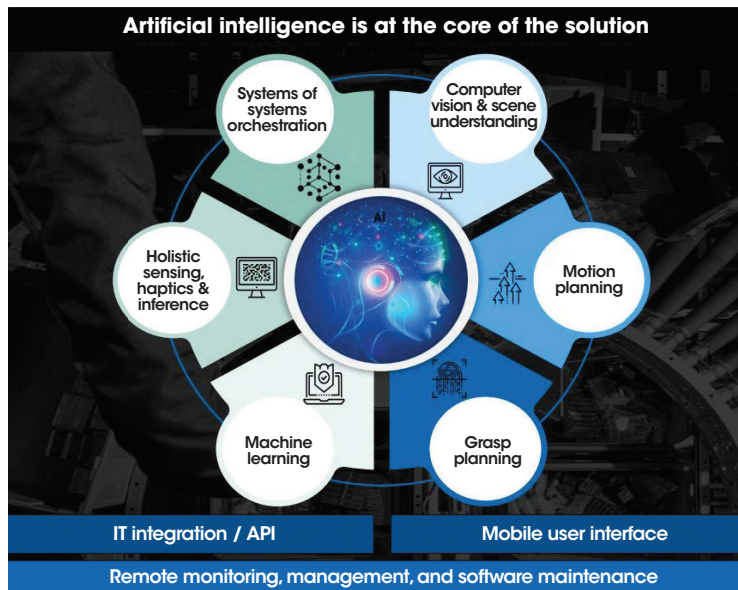 Artificial intelligence is at the core of the solution
Systems of
systems
orchestration
Computer
vision & scene
understanding
AI
Holistic
sensing,
haptics &
inference
Motion
planning
Machine
learning
Grasp
planning
IT integration / API
Mobile user interface
Remote monitoring, management, and software maintenance